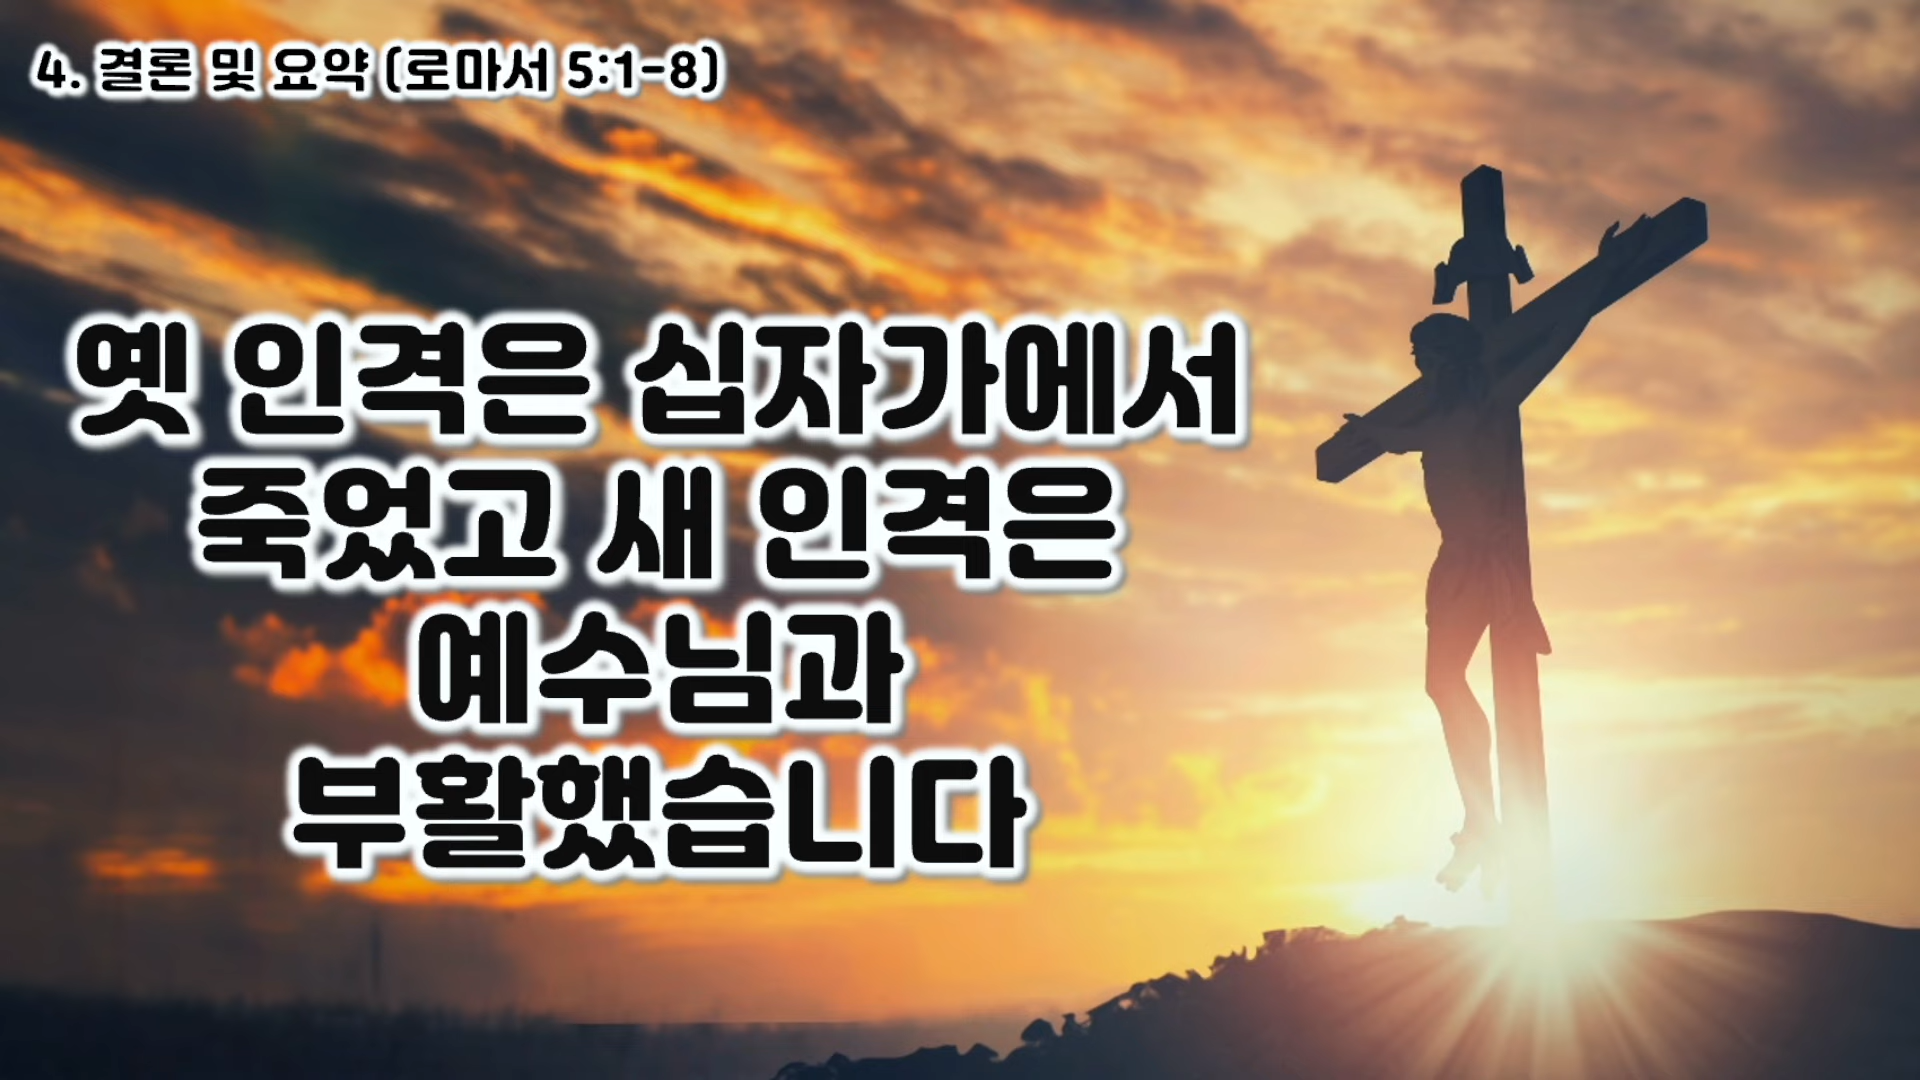 4. 결론 및 요약 (로마서 5:1-8)
옛 인격은 십자가에서
죽었고 새 인격은
예수님과
부활했습니다